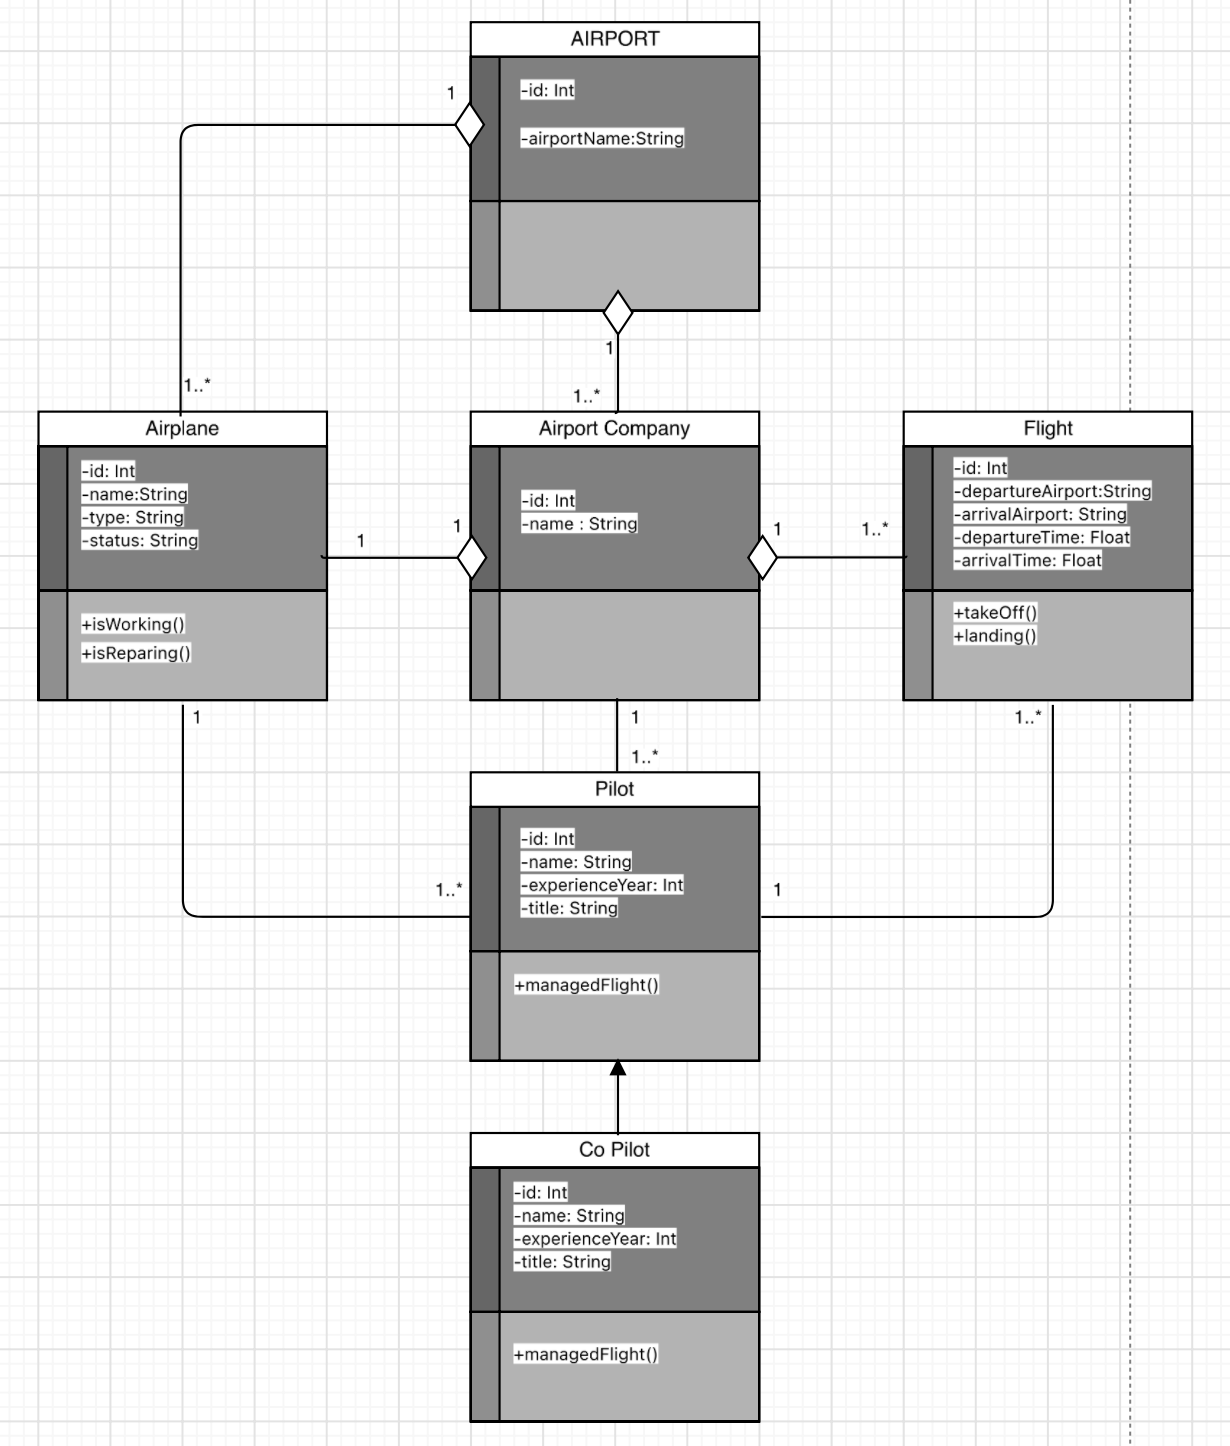 AIRPORT
-id: Int
-airportName:String
1
1
1..*
1..*
Airplane
-id: Int
-name:String
-type: String
-status: String
+isWorking()
+isReparing()
1
1
Airport Company
-id: Int
-name : String
1
1..*
Flight
-id: Int
-departureAirport:String
-arrivalAirport: String
-departureTime: Float
-arrivalTime: Float
+takeOff()
+landing()
1
1
1..*
1..*
Pilot
-id: Int
-name: String
-experienceYear: Int
-title: String
+managedFlight()
1..*
1
Co Pilot
-id: Int
-name: String
-experienceYear: Int
-title: String
+managedFlight()